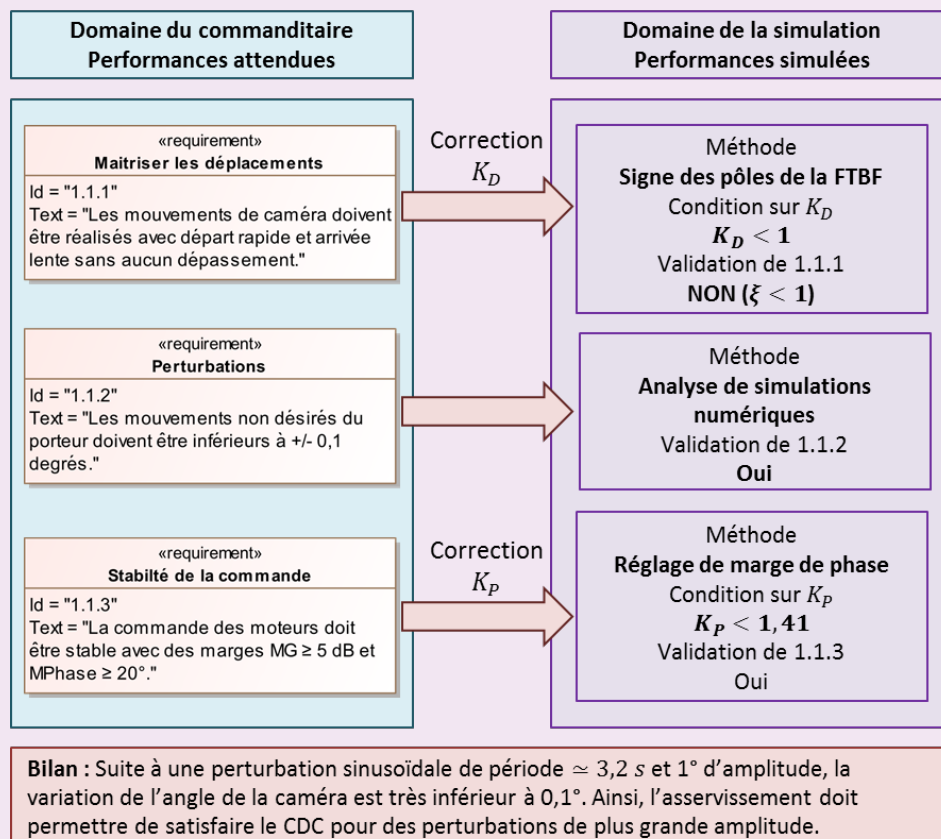 Domaine du commanditaire
Performances attendues
Domaine de la simulation
Performances simulées
«requirement»
Maitriser les déplacements
Id = "1.1.1"
Text = "Les mouvements de caméra doivent
être réalisés avec départ rapide et arrivée
lente sans aucun dépassement."
Correction
K_D
Méthode
Signe des pôles de la FTBF
Condition sur K_D
K_D < 1
Validation de 1.1.1
NON (ξ < 1)
«requirement»
Perturbations
Id = "1.1.2"
Text = "Les mouvements non désirés du
porteur doivent être inférieurs à +/- 0,1
degrés."
Méthode
Analyse de simulations
numériques
Validation de 1.1.2
Oui
«requirement»
Stabilté de la commande
Id = "1.1.3"
Text = "La commande des moteurs doit
être stable avec des marges MG ≥ 5 dB et
MPhase ≥ 20°."
Correction
K_P
Méthode
Réglage de marge de phase
Condition sur K_P
K_P < 1,41
Validation de 1.1.3
Oui
Bilan : Suite à une perturbation sinusoïdale de période ≃ 3,2 s et 1° d'amplitude, la
variation de l'angle de la caméra est très inférieur à 0,1°. Ainsi, l'asservissement doit
permettre de satisfaire le CDC pour des perturbations de plus grande amplitude.